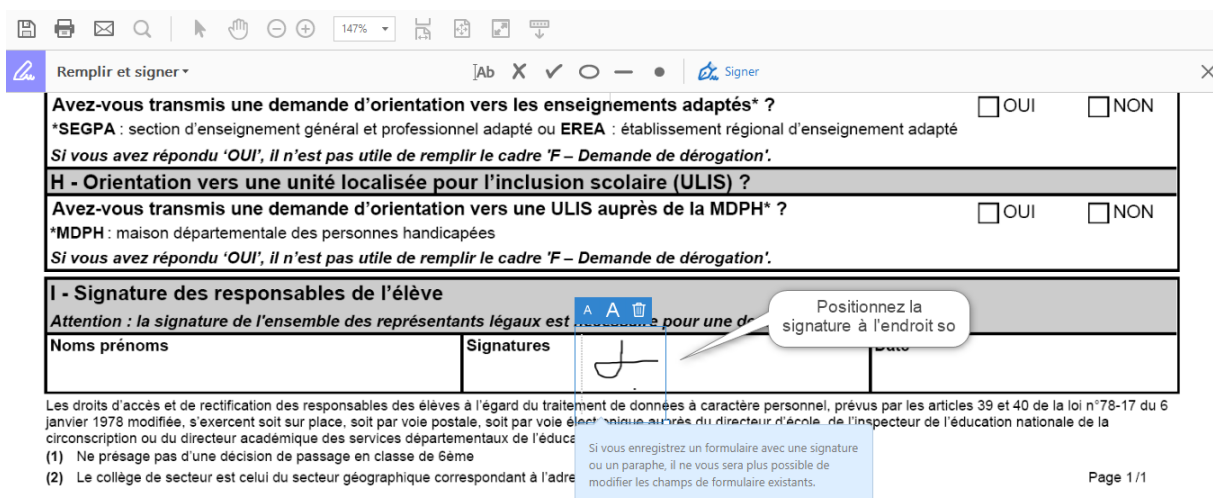 147%
Remplir et signer
Ab
Signer
Avez-vous transmis une demande d'orientation vers les enseignements adaptés* ? OUI NON
*SEGPA : section d'enseignement général et professionnel adapté ou EREA : établissement régional d'enseignement adapté
Si vous avez répondu ‘OUI’, il n’est pas utile de remplir le cadre 'F – Demande de dérogation'.
H - Orientation vers une unité localisée pour l’inclusion scolaire (ULIS) ?
Avez-vous transmis une demande d’orientation vers une ULIS auprès de la MDPH* ? OUI NON
*MDPH : maison départementale des personnes handicapées
Si vous avez répondu ‘OUI’, il n’est pas utile de remplir le cadre 'F – Demande de dérogation'.
I - Signature des responsables de l’élève
A A
Attention : la signature de l'ensemble des représentants légaux est nécessaire pour une de
Positionnez la
signature à l'endroit so
Noms prénoms Signatures Date
Les droits d’accès et de rectification des responsables des élèves à l’égard du traitement de données à caractère personnel, prévus par les articles 39 et 40 de la loi n°78-17 du 6
janvier 1978 modifiée, s’exercent soit sur place, soit par voie postale, soit par voie électronique auprès du directeur d’école, de l’inspecteur de l’éducation nationale de la
circonscription ou du directeur académique des services départementaux de l’éduca
Si vous enregistrez un formulaire avec une signature
ou un paraphe, il ne vous sera plus possible de
modifier les champs de formulaire existants.
(1) Ne présage pas d’une décision de passage en classe de 6ème
(2) Le collège de secteur est celui du secteur géographique correspondant à l’adre
Page 1/1